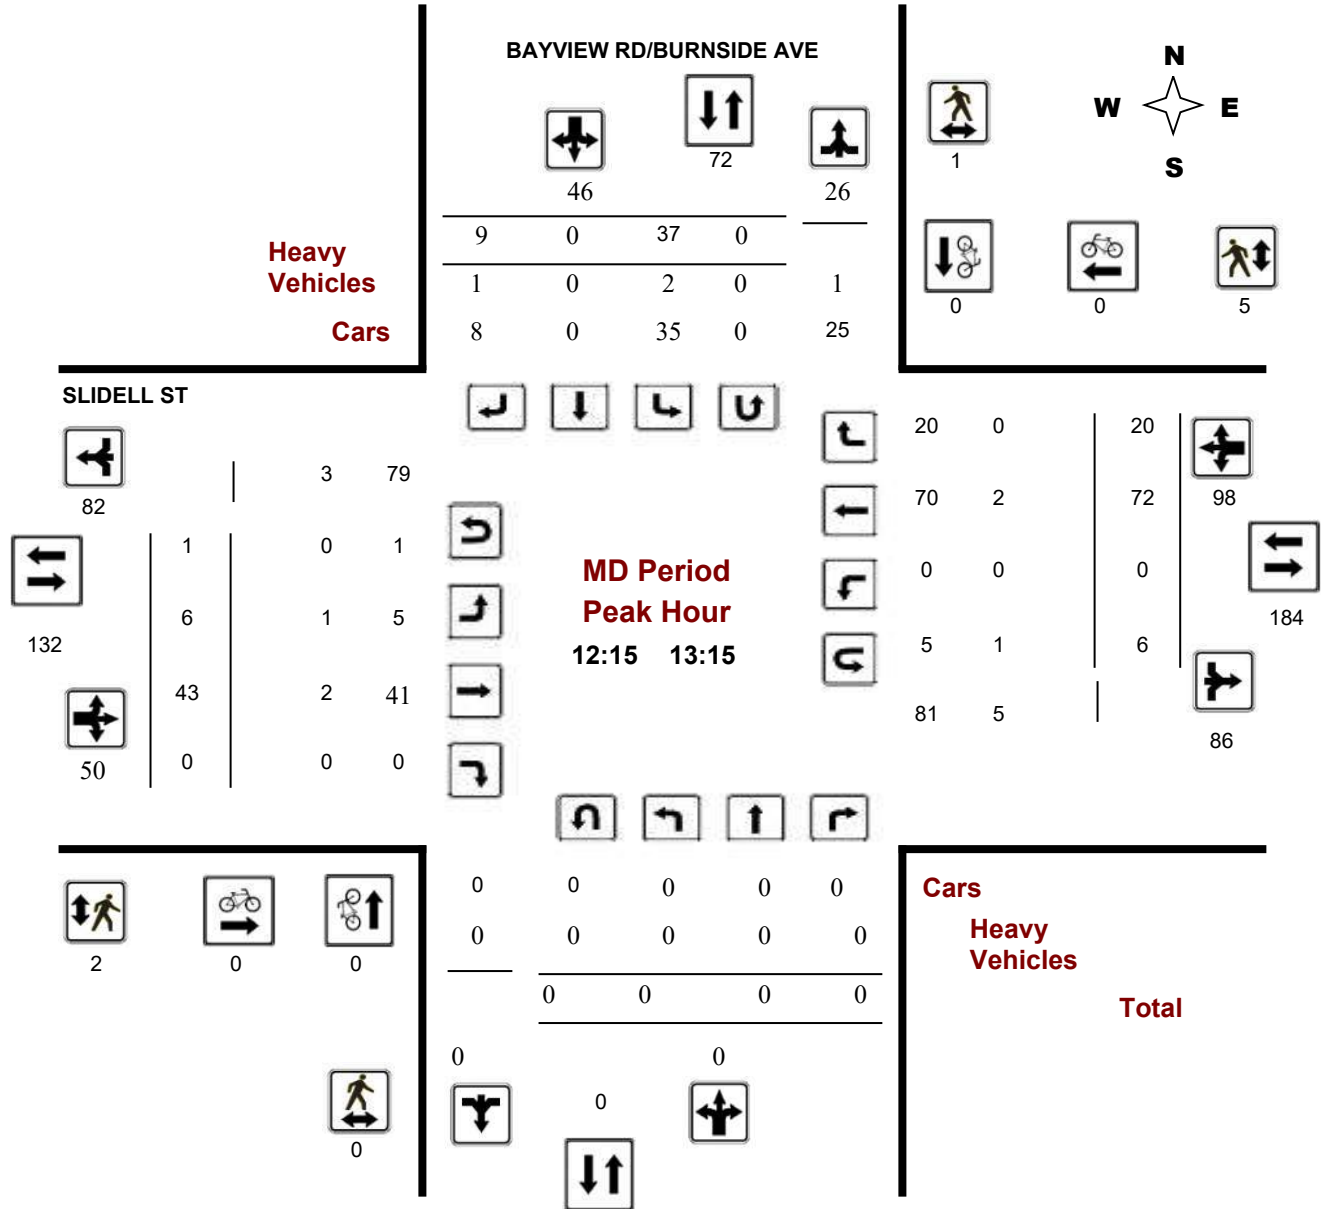 BAYVIEW RD/BURNSIDE AVE
N
W E
S
72
1
46 26
9 0 37 0
Heavy
Vehicles
1 0 2 0 1
0 0 5
Cars
8 0 35 0 25
SLIDELL ST
20 0 20
3 79
82
70 2 72 98
1 0 1
MD Period
Peak Hour
0 0 0
6 1 5
184
132
12:15 13:15
5 1 6
43 2 41
81 5
86
50 0 0 0
0 0 0 0 0
Cars
0 0 0 0 0
Heavy
Vehicles
2 0 0
0 0 0 0
Total
0 0
0
0